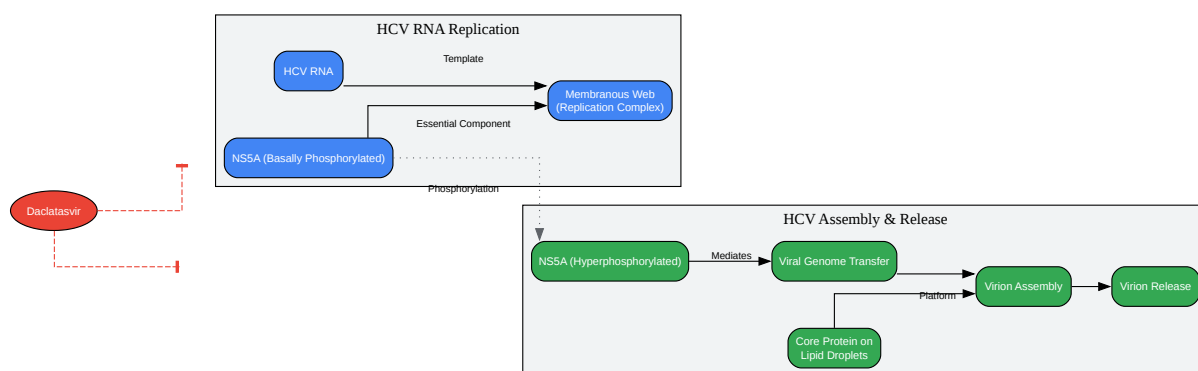 HCV RNA Replication
HCV RNA
Template
Membranous Web
(Replication Complex)
Essential Component
NS5A (Basally Phosphorylated)
Phosphorylation
Daclatasvir
HCV Assembly & Release
NS5A (Hyperphosphorylated)
Mediates
Viral Genome Transfer
Platform
Virion Assembly
Virion Release
Core Protein on
Lipid Droplets